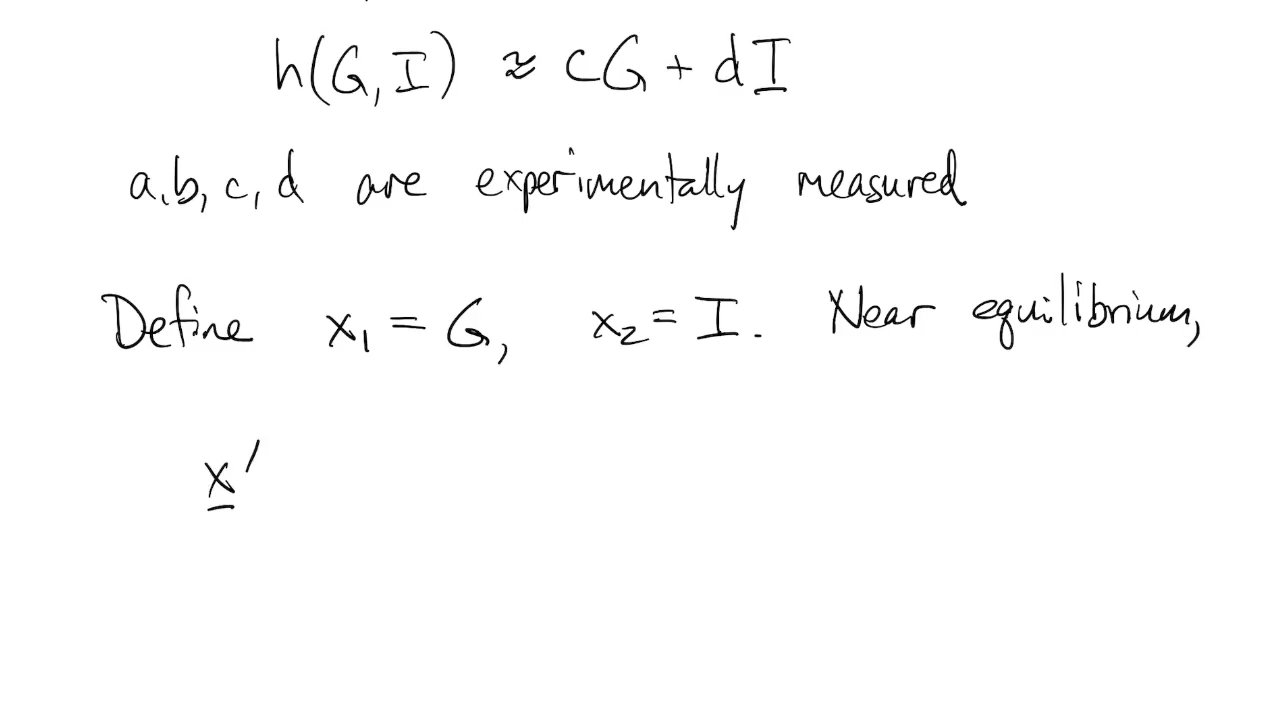 h(G, I) ≈ cG + dI
a, b, c, d are experimentally measured
Define x₁ = G, x₂ = I. Near equilibrium,
x̲′